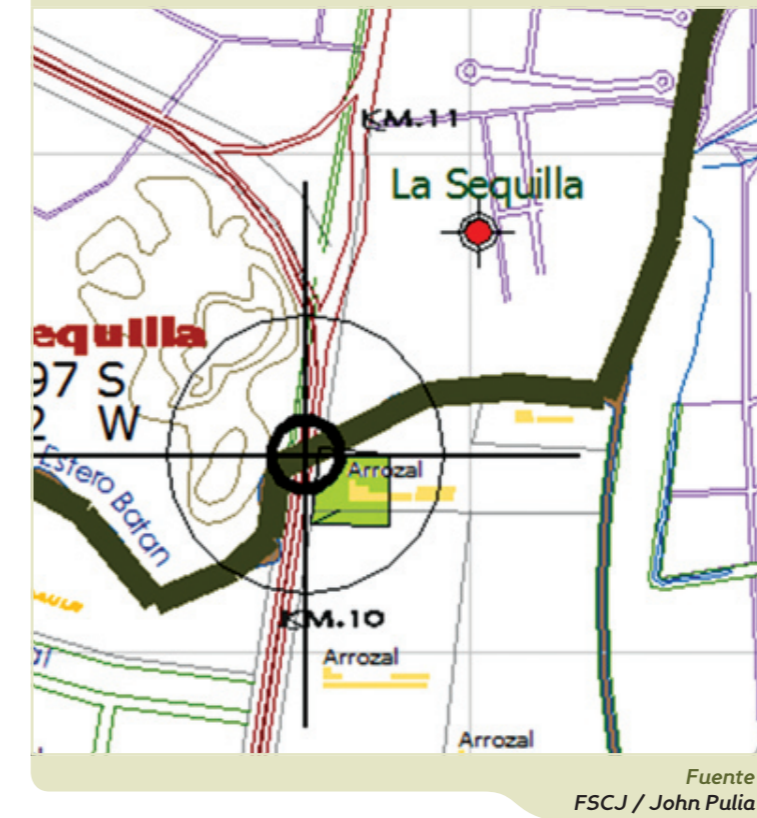 KM.11
La Sequilla
equilla
97 S
2 W
Estero Batan
Arrozal
KM.10
Arrozal
Arrozal
Fuente
FSCJ / John Pulia